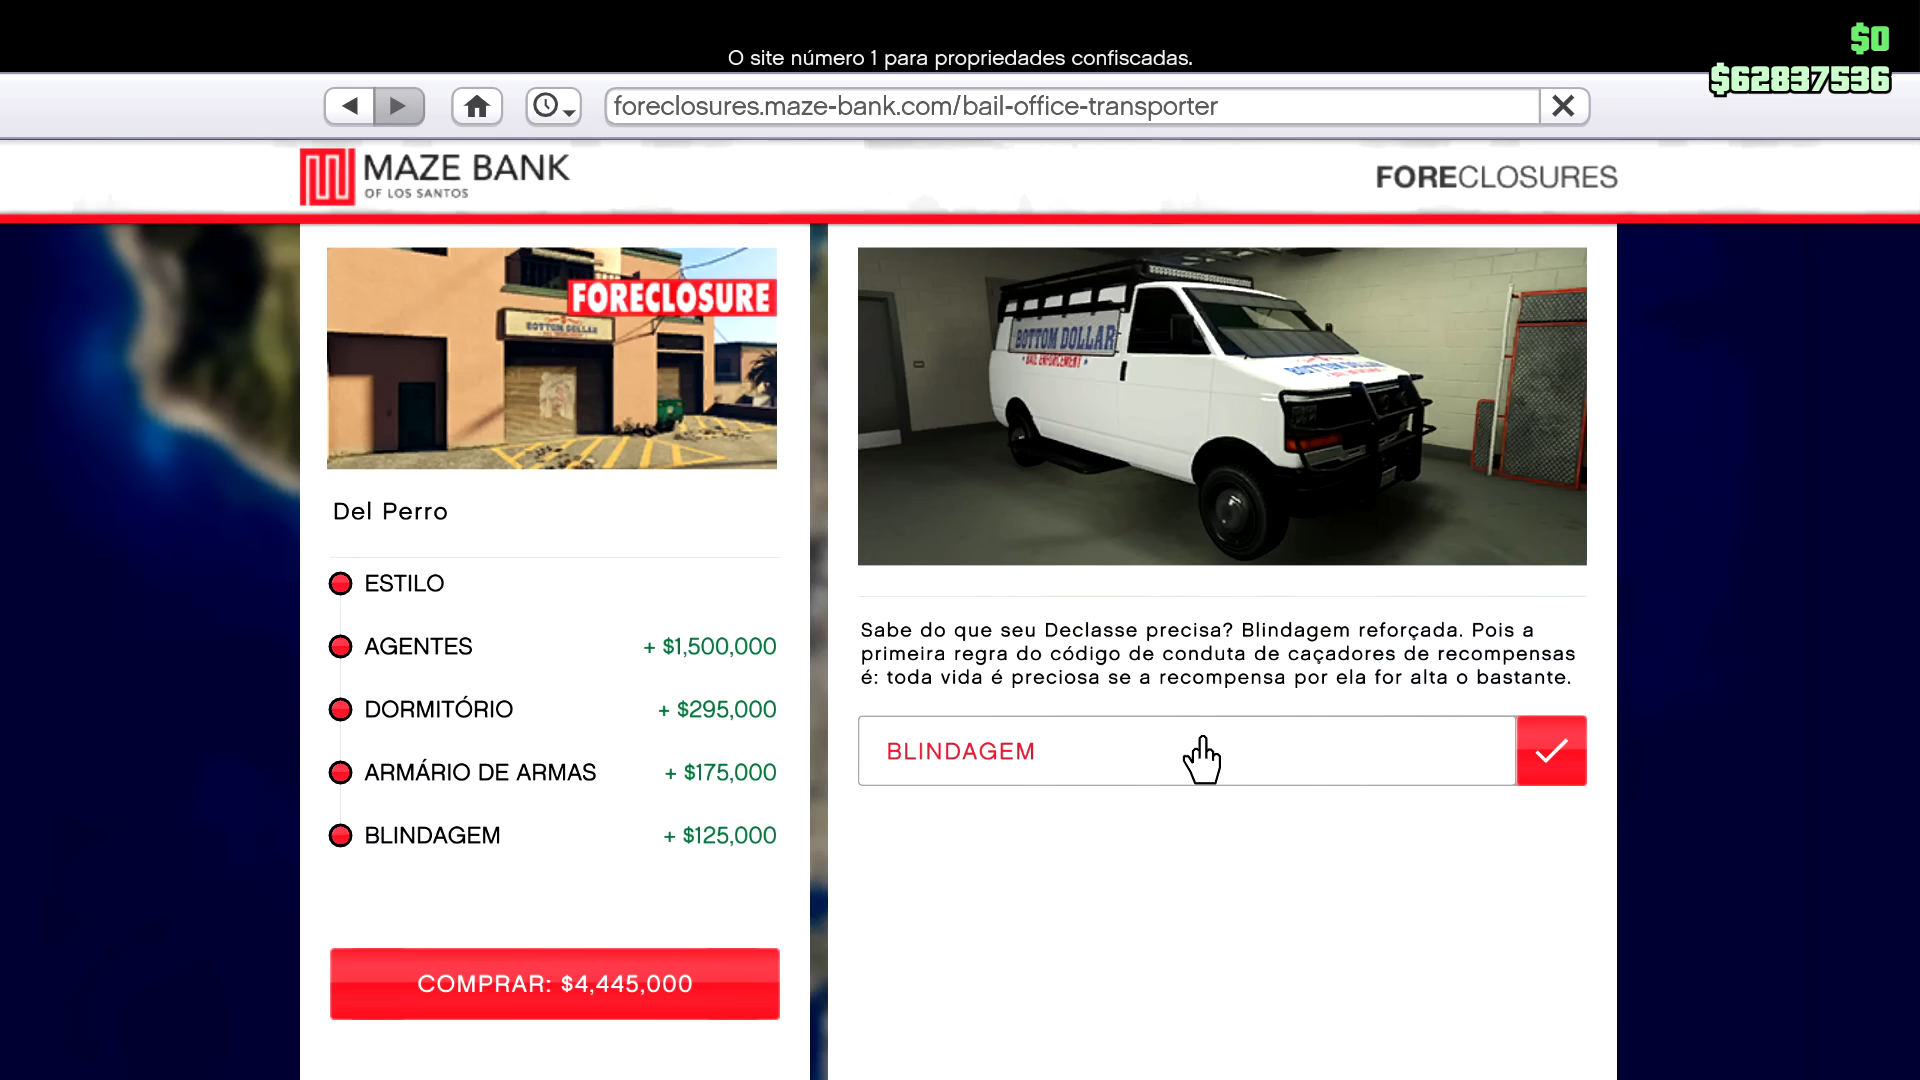 $0
$62837536
O site número 1 para propriedades confiscadas.
foreclosures.maze-bank.com/bail-office-transporter
MAZE BANK
OF LOS SANTOS
FORECLOSURES
FORECLOSURE
BOTTOM DOLLAR
Del Perro
ESTILO
AGENTES + $1,500,000
DORMITÓRIO + $295,000
ARMÁRIO DE ARMAS + $175,000
BLINDAGEM + $125,000
COMPRAR: $4,445,000
BOTTOM DOLLAR
BAIL ENFORCEMENT
BOTTOM DOLLAR
Sabe do que seu Declasse precisa? Blindagem reforçada. Pois a
primeira regra do código de conduta de caçadores de recompensas
é: toda vida é preciosa se a recompensa por ela for alta o bastante.
BLINDAGEM